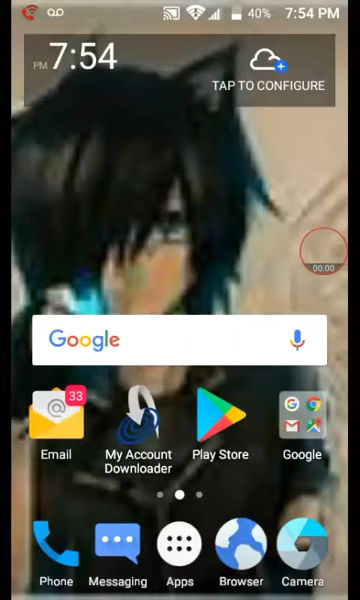 40% 7:54 PM
PM 7:54
TAP TO CONFIGURE
00:00
Google
33
Email
My Account
Downloader
Play Store
Google
Phone
Messaging
Apps
Browser
Camera